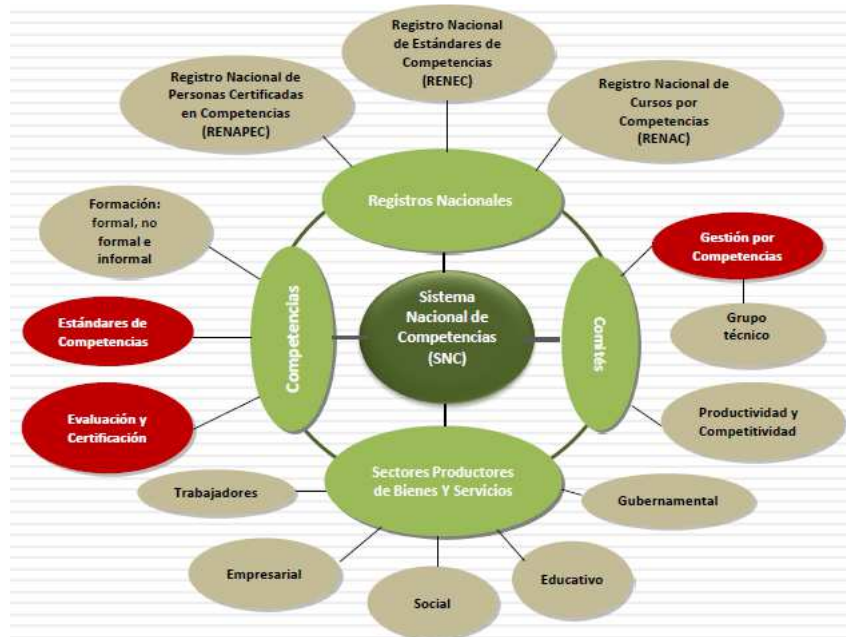 Registro Nacional
de Estándares de
Competencias
(RENEC)
Registro Nacional de
Personas Certificadas
en Competencias
(RENAPEC)
Registro Nacional de
Cursos por
Competencias
(RENAC)
Registros Nacionales
Formación:
formal, no
formal e
informal
Gestión por
Competencias
Estándares de
Competencias
Competencias
Sistema
Nacional de
Competencias
(SNC)
Comités
Grupo
técnico
Evaluación y
Certificación
Productividad y
Competitividad
Sectores Productores
de Bienes Y Servicios
Trabajadores
Gubernamental
Empresarial
Social
Educativo